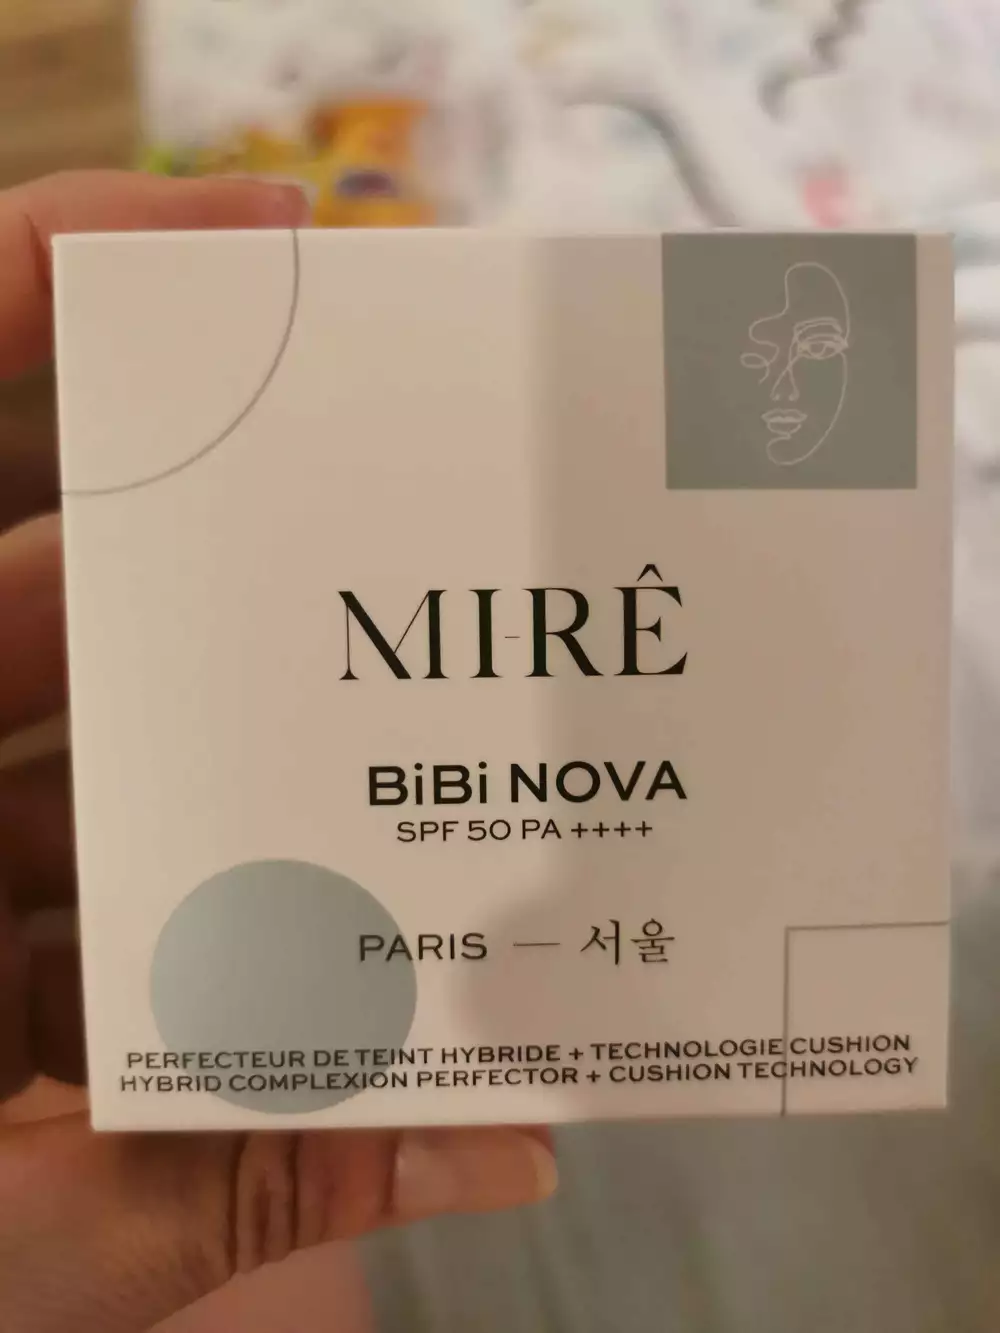 MI-RÊ
BiBi NOVA
SPF 50 PA ++++
PARIS — 서울
PERFECTEUR DE TEINT HYBRIDE + TECHNOLOGIE CUSHION
HYBRID COMPLEXION PERFECTOR + CUSHION TECHNOLOGY